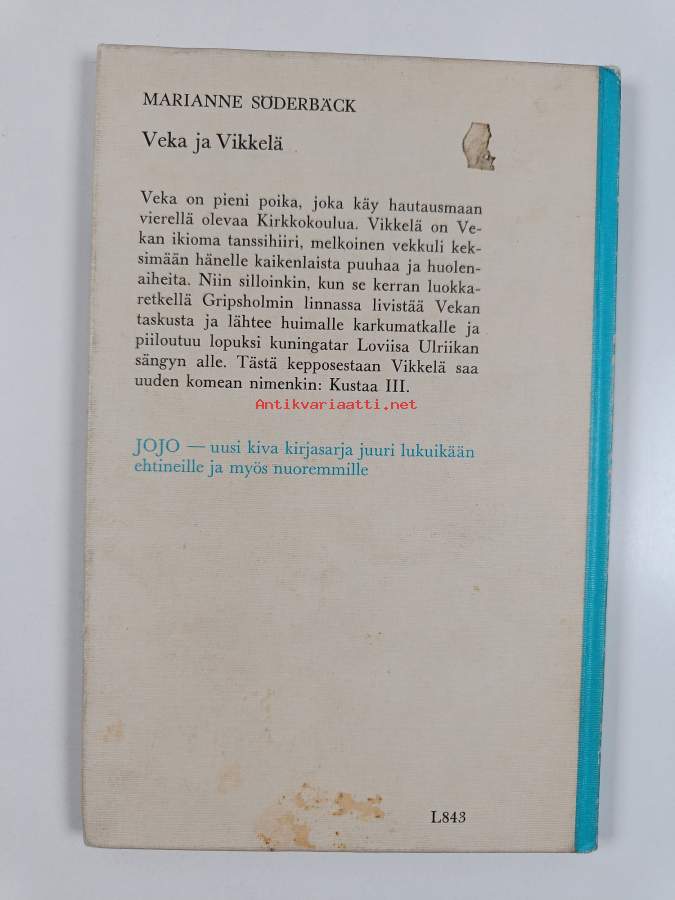 MARIANNE SÖDERBÄCK
Veka ja Vikkelä
Veka on pieni poika, joka käy hautausmaan
vierellä olevaa Kirkkokoulua. Vikkelä on Ve-
kan ikioma tanssihiiri, melkoinen vekkuli kek-
simään hänelle kaikenlaista puuhaa ja huolen-
aiheita. Niin silloinkin, kun se kerran luokka-
retkellä Gripsholmin linnassa livistää Vekan
taskusta ja lähtee huimalle karkumatkalle ja
piiloutuu lopuksi kuningatar Loviisa Ulriikan
sängyn alle. Tästä kepposestaan Vikkelä saa
uuden komean nimenkin: Kustaa III.
Antikvariaatti.net
JOJO — uusi kiva kirjasarja juuri lukuikään
ehtineille ja myös nuoremmille
L843